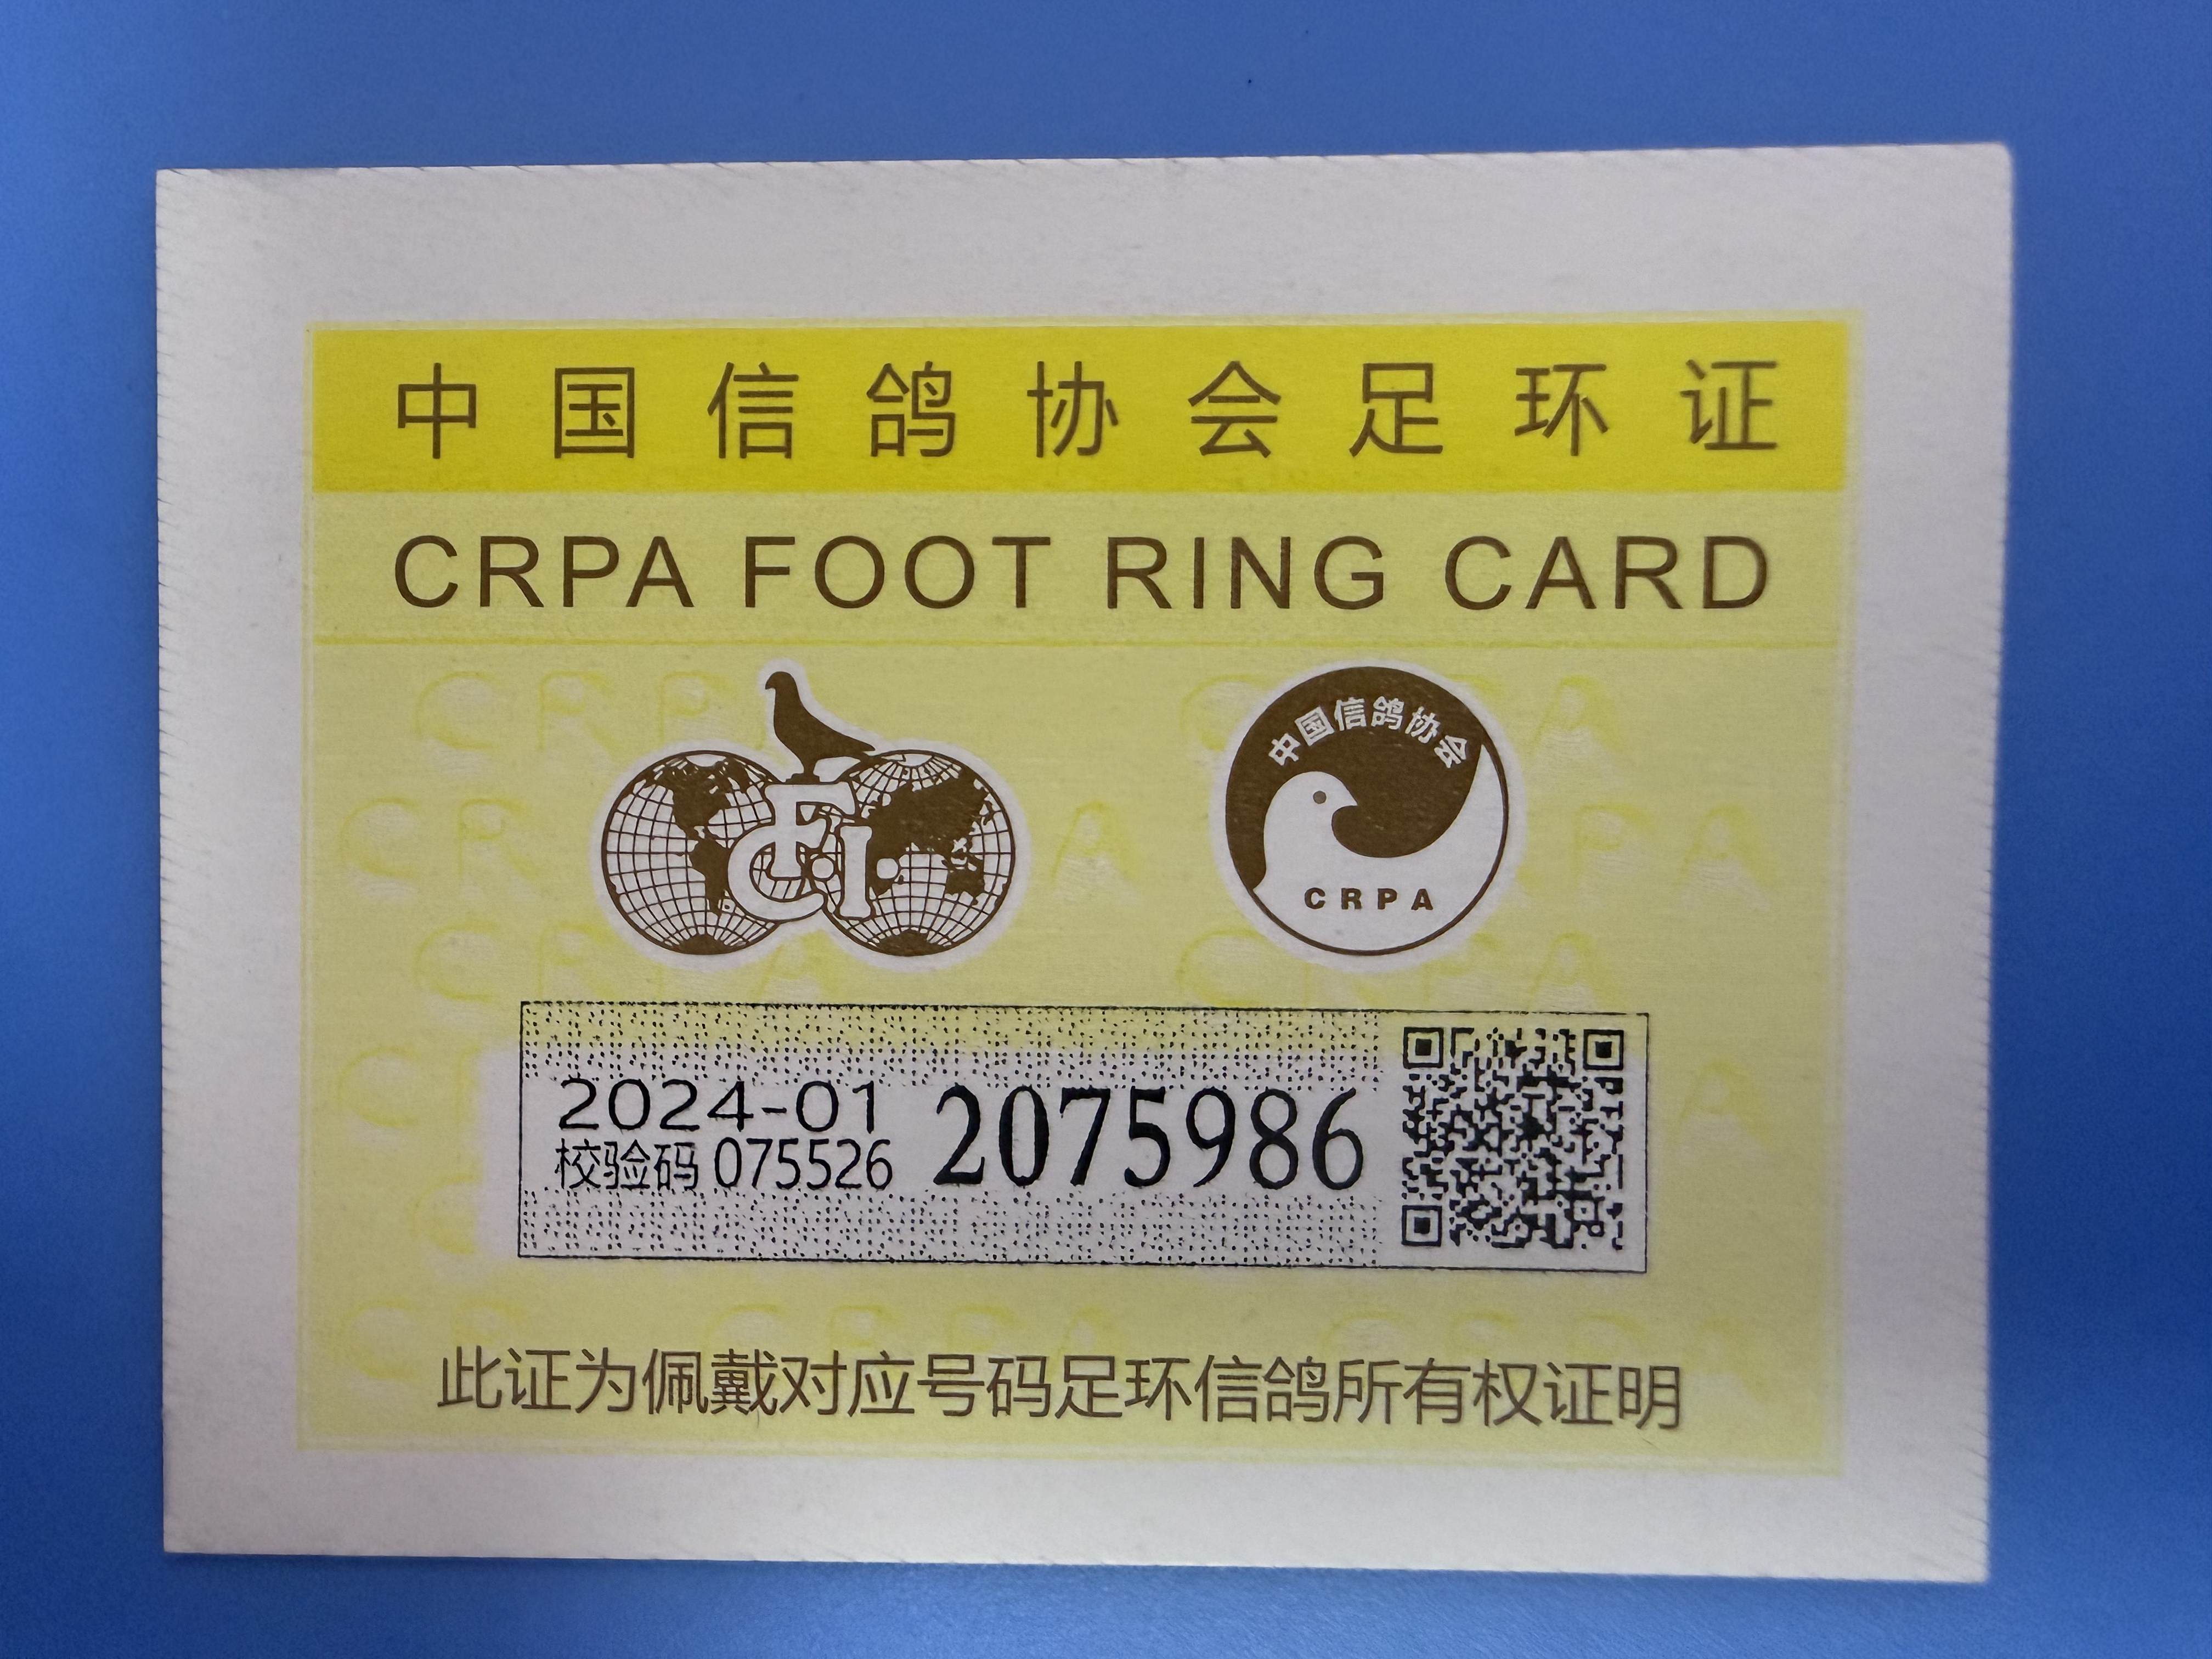 中国信鸽协会足环证
CRPA FOOT RING CARD
FCI
中国信鸽协会
CRPA
2024-01
校验码 075526
2075986
此证为佩戴对应号码足环信鸽所有权证明